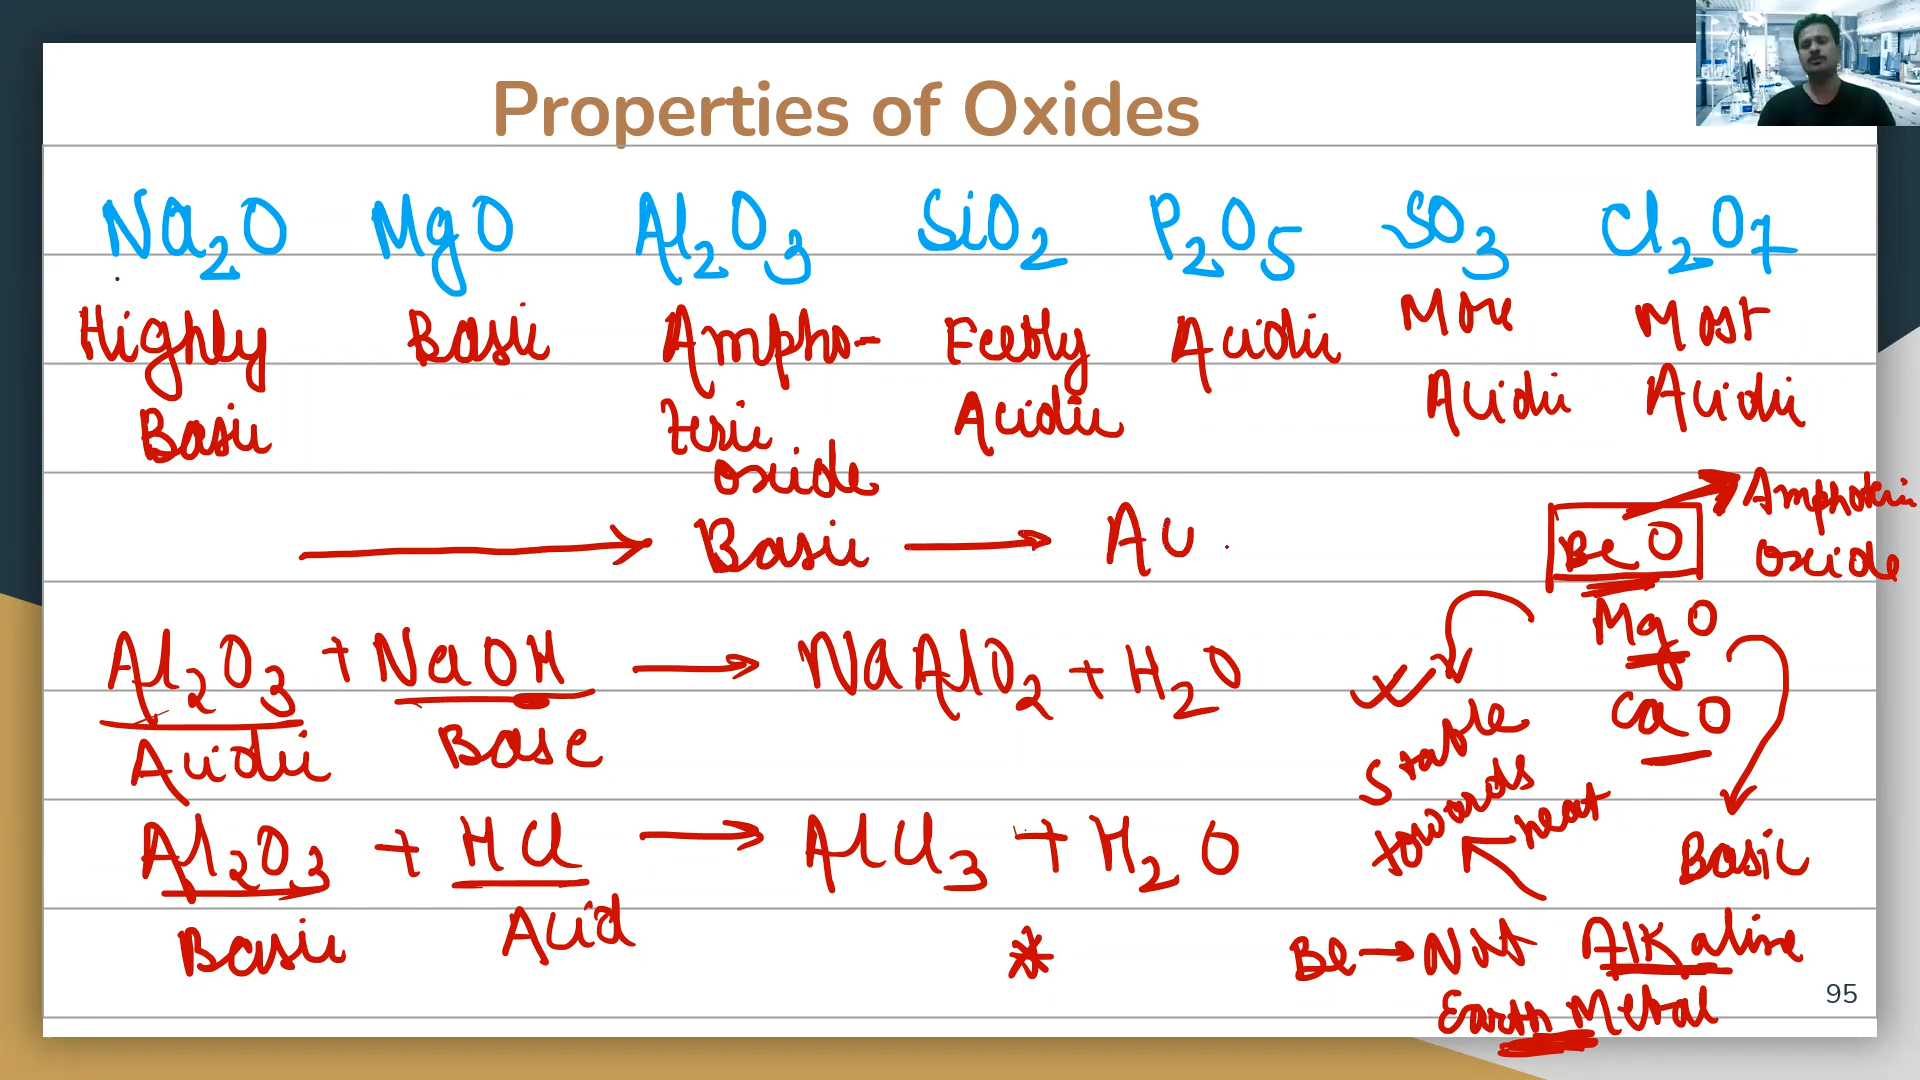 Properties of Oxides
Na2O MgO Al2O3 SiO2 P2O5 SO3 Cl2O7
Highly Basic Ampho- Feebly Acidic More Most
Basic teric Acidic Acidic Acidic
oxide
→ Basic → Ac
BeO → Amphoteric
oxide
MgO
CaO
Al2O3 + NaOH → NaAlO2 + H2O
Acidic Base
Stable
towards
heat
Basic
Al2O3 + HCl → AlCl3 + H2O
Basic Acid
*
Be → Not Alkaline
Earth Metal
95